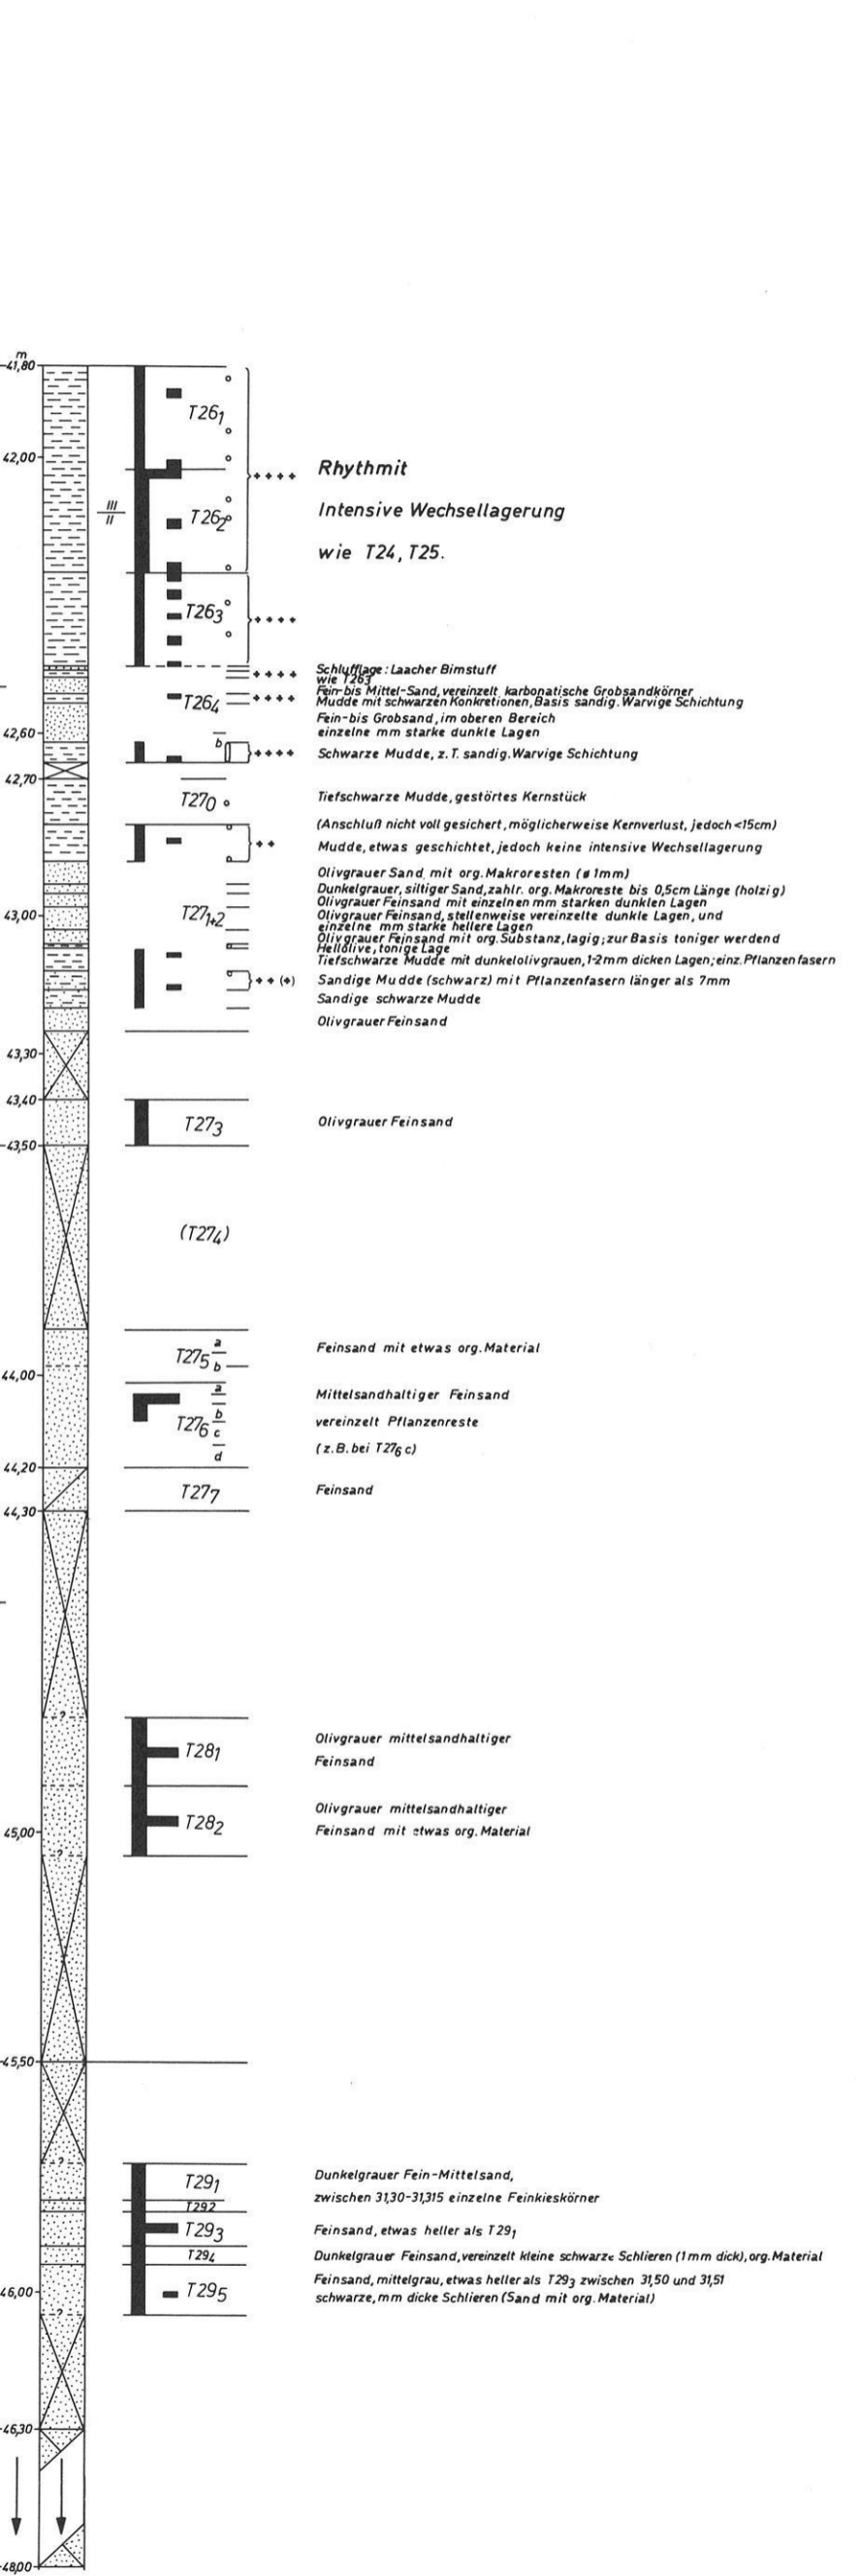 m
41,80
T26₁
42,00
++++
Rhythmit
III
II
T26₂
Intensive Wechsellagerung
wie T24, T25.
T26₃
++++
Schlufflage: Laacher Bimstuff
++++
wie T26₃
Fein-bis Mittel-Sand, vereinzelt karbonatische Grobsandkörner
T26₄
++++
Mudde mit schwarzen Konkretionen, Basis sandig. Warvige Schichtung
Fein-bis Grobsand, im oberen Bereich
42,60
einzelne mm starke dunkle Lagen
b
++++
Schwarze Mudde, z.T. sandig. Warvige Schichtung
42,70
T27₀
Tiefschwarze Mudde, gestörtes Kernstück
(Anschluß nicht voll gesichert, möglicherweise Kernverlust, jedoch <15cm)
++
Mudde, etwas geschichtet, jedoch keine intensive Wechsellagerung
Olivgrauer Sand mit org. Makroresten (ø 1mm)
Dunkelgrauer, siltiger Sand, zahlr. org. Makroreste bis 0,5cm Länge (holzig)
Olivgrauer Feinsand mit einzelnen mm starken dunklen Lagen
43,00
T27₁₊₂
Olivgrauer Feinsand, stellenweise vereinzelte dunkle Lagen, und
einzelne mm starke hellere Lagen
Olivgrauer Feinsand mit org. Substanz, lagig; zur Basis toniger werdend
Hellolive, tonige Lage
Tiefschwarze Mudde mit dunkelolivgrauen, 1-2mm dicken Lagen; einz. Pflanzenfasern
++(+)
Sandige Mudde (schwarz) mit Pflanzenfasern länger als 7mm
Sandige schwarze Mudde
Olivgrauer Feinsand
43,30
43,40
T27₃
Olivgrauer Feinsand
43,50
(T27₄)
T27₅
a
b
Feinsand mit etwas org. Material
44,00
T27₆
a
b
c
d
Mittelsandhaltiger Feinsand
vereinzelt Pflanzenreste
(z.B. bei T27₆ c)
44,20
T27₇
Feinsand
44,30
?
T28₁
Olivgrauer mittelsandhaltiger
Feinsand
T28₂
Olivgrauer mittelsandhaltiger
45,00
Feinsand mit etwas org. Material
?
45,50
?
T29₁
Dunkelgrauer Fein-Mittelsand,
zwischen 31,30-31,315 einzelne Feinkieskörner
T29₂
T29₃
Feinsand, etwas heller als T29₁
T29₄
Dunkelgrauer Feinsand, vereinzelt kleine schwarze Schlieren (1mm dick), org. Material
46,00
T29₅
Feinsand, mittelgrau, etwas heller als T29₃ zwischen 31,50 und 31,51
schwarze, mm dicke Schlieren (Sand mit org. Material)
?
46,30
48,00